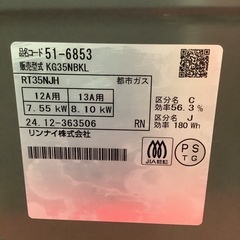 品名コード 51-6853
販売型式 KG35NBKL
RT35NJH 都市ガス
12A用 13A用
7.55 kW 8.10 kW
区分名 C
効率56.3 %
区分名 J
効率 180 Wh
24.12-363506 RN
リンナイ株式会社
JIA認証
PS
TG